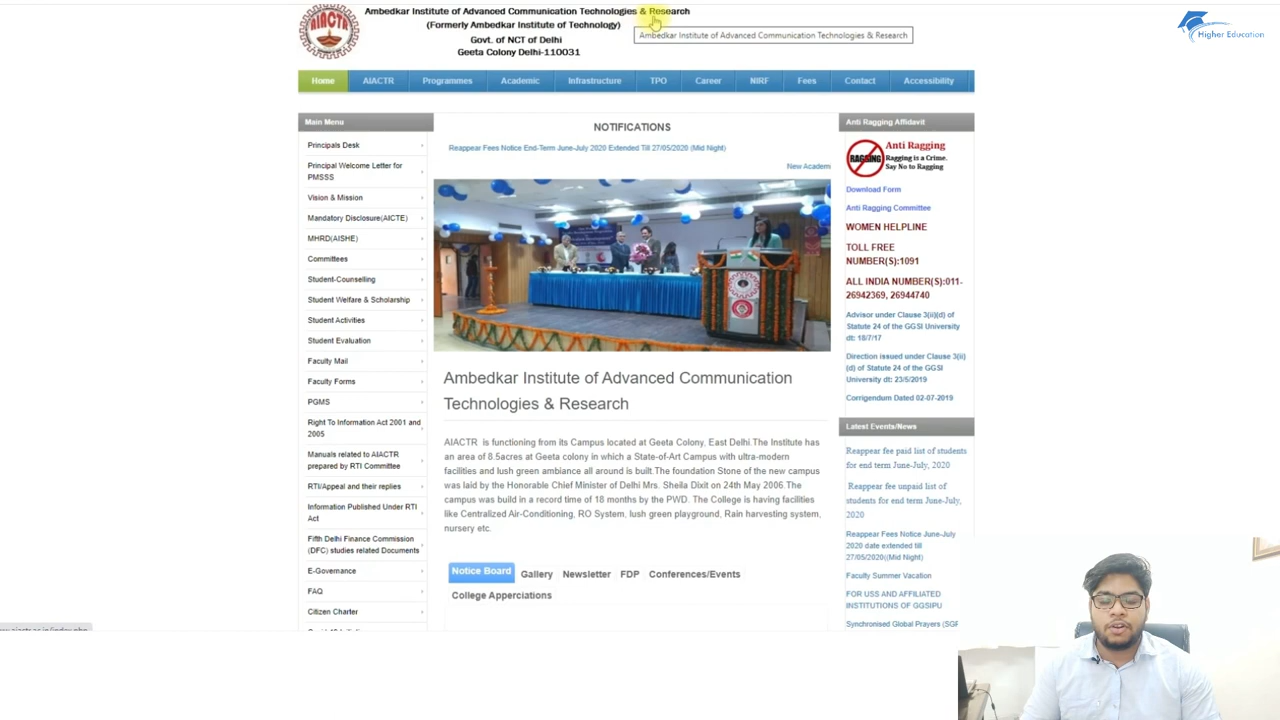 AIACTR
Ambedkar Institute of Advanced Communication Technologies & Research
(Formerly Ambedkar Institute of Technology)
Govt. of NCT of Delhi
Geeta Colony Delhi-110031
Ambedkar Institute of Advanced Communication Technologies & Research
Higher Education
Home AIACTR Programmes Academic Infrastructure TPO Career NIRF Fees Contact Accessibility
Main Menu
Principals Desk
Principal Welcome Letter for
PMSSS
Vision & Mission
Mandatory Disclosure(AICTE)
MHRD(AISHE)
Committees
Student-Counselling
Student Welfare & Scholarship
Student Activities
Student Evaluation
Faculty Mail
Faculty Forms
PGMS
Right To Information Act 2001 and
2005
Manuals related to AIACTR
prepared by RTI Committee
RTI/Appeal and their replies
Information Published Under RTI
Act
Fifth Delhi Finance Commission
(DFC) studies related Documents
E-Governance
FAQ
Citizen Charter
NOTIFICATIONS
Reappear Fees Notice End-Term June-July 2020 Extended Till 27/05/2020 (Mid Night)
New Academ
Ambedkar Institute of Advanced Communication
Technologies & Research
AIACTR is functioning from its Campus located at Geeta Colony, East Delhi.The Institute has
an area of 8.5acres at Geeta colony in which a State-of-Art Campus with ultra-modern
facilities and lush green ambiance all around is built.The foundation Stone of the new campus
was laid by the Honorable Chief Minister of Delhi Mrs. Sheila Dixit on 24th May 2006.The
campus was build in a record time of 18 months by the PWD. The College is having facilities
like Centralized Air-Conditioning, RO System, lush green playground, Rain harvesting system,
nursery etc.
Notice Board Gallery Newsletter FDP Conferences/Events
College Apperciations
Anti Ragging Affidavit
RAGGING
Anti Ragging
Ragging is a Crime.
Say No to Ragging
Download Form
Anti Ragging Committee
WOMEN HELPLINE
TOLL FREE
NUMBER(S):1091
ALL INDIA NUMBER(S):011-
26942369, 26944740
Advisor under Clause 3(ii)(d) of
Statute 24 of the GGSI University
dt: 18/7/17
Direction issued under Clause 3(ii)
(d) of Statute 24 of the GGSI
University dt: 23/5/2019
Corrigendum Dated 02-07-2019
Latest Events/News
Reappear fee paid list of students
for end term June-July, 2020
Reappear fee unpaid list of
students for end term June-July,
2020
Reappear Fees Notice June-July
2020 date extended till
27/05/2020((Mid Night)
Faculty Summer Vacation
FOR USS AND AFFILIATED
INSTITUTIONS OF GGSIPU
Synchronised Global Prayers (SGF